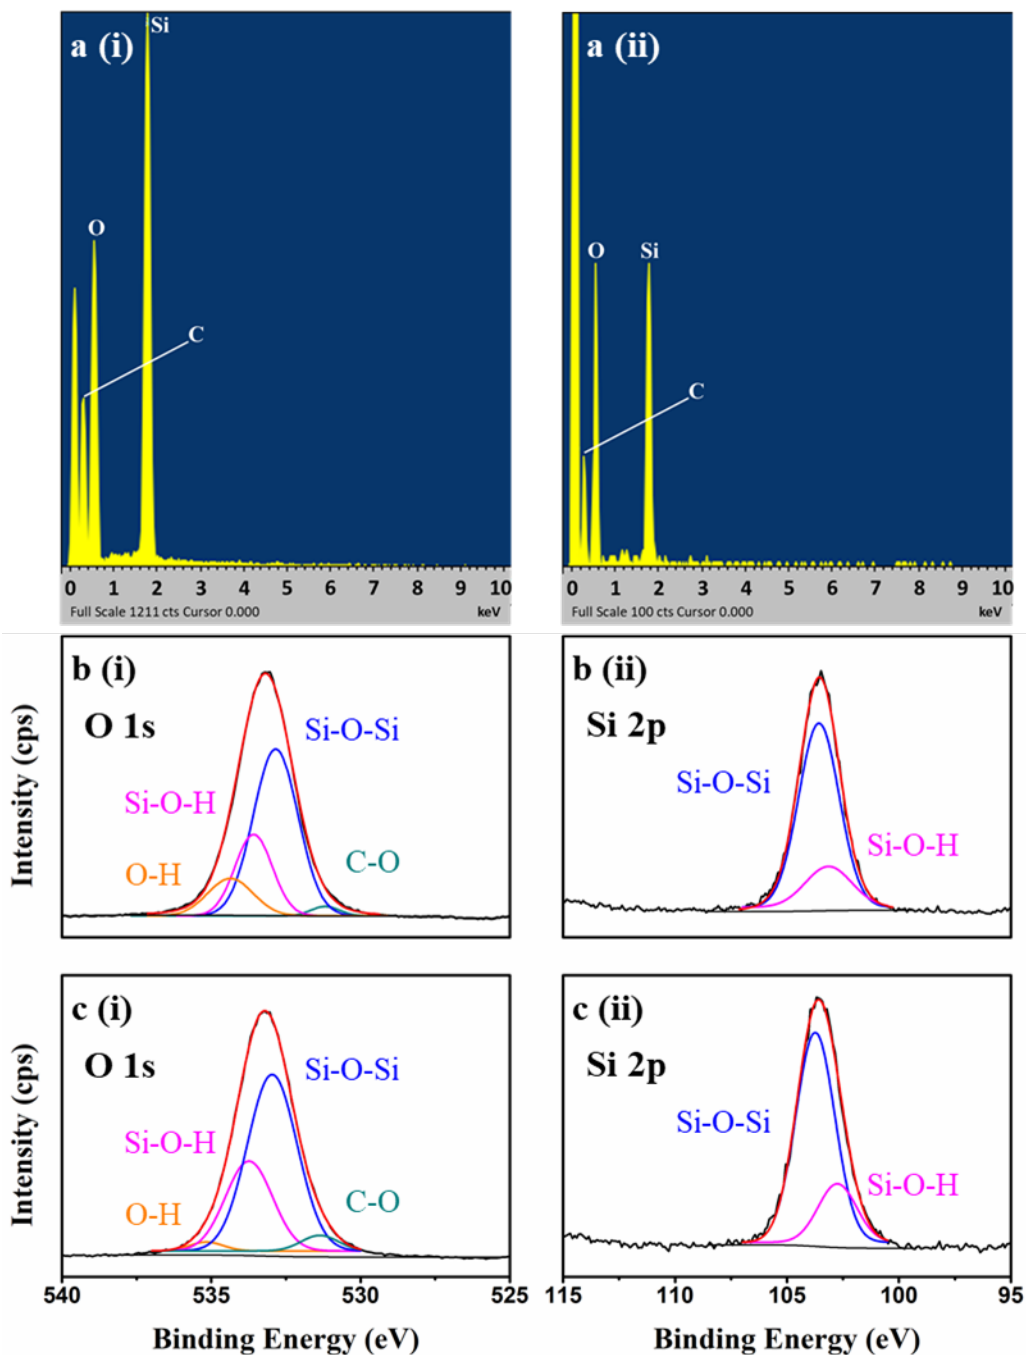 a (i)
Si
O
C
0 1 2 3 4 5 6 7 8 9 10
Full Scale 1211 cts Cursor 0.000
keV
a (ii)
O
Si
C
0 1 2 3 4 5 6 7 8 9 10
Full Scale 100 cts Cursor 0.000
keV
Intensity (cps)
b (i)
O 1s
Si-O-Si
Si-O-H
O-H
C-O
b (ii)
Si 2p
Si-O-Si
Si-O-H
Intensity (cps)
c (i)
O 1s
Si-O-Si
Si-O-H
O-H
C-O
540 535 530 525
Binding Energy (eV)
c (ii)
Si 2p
Si-O-Si
Si-O-H
115 110 105 100 95
Binding Energy (eV)